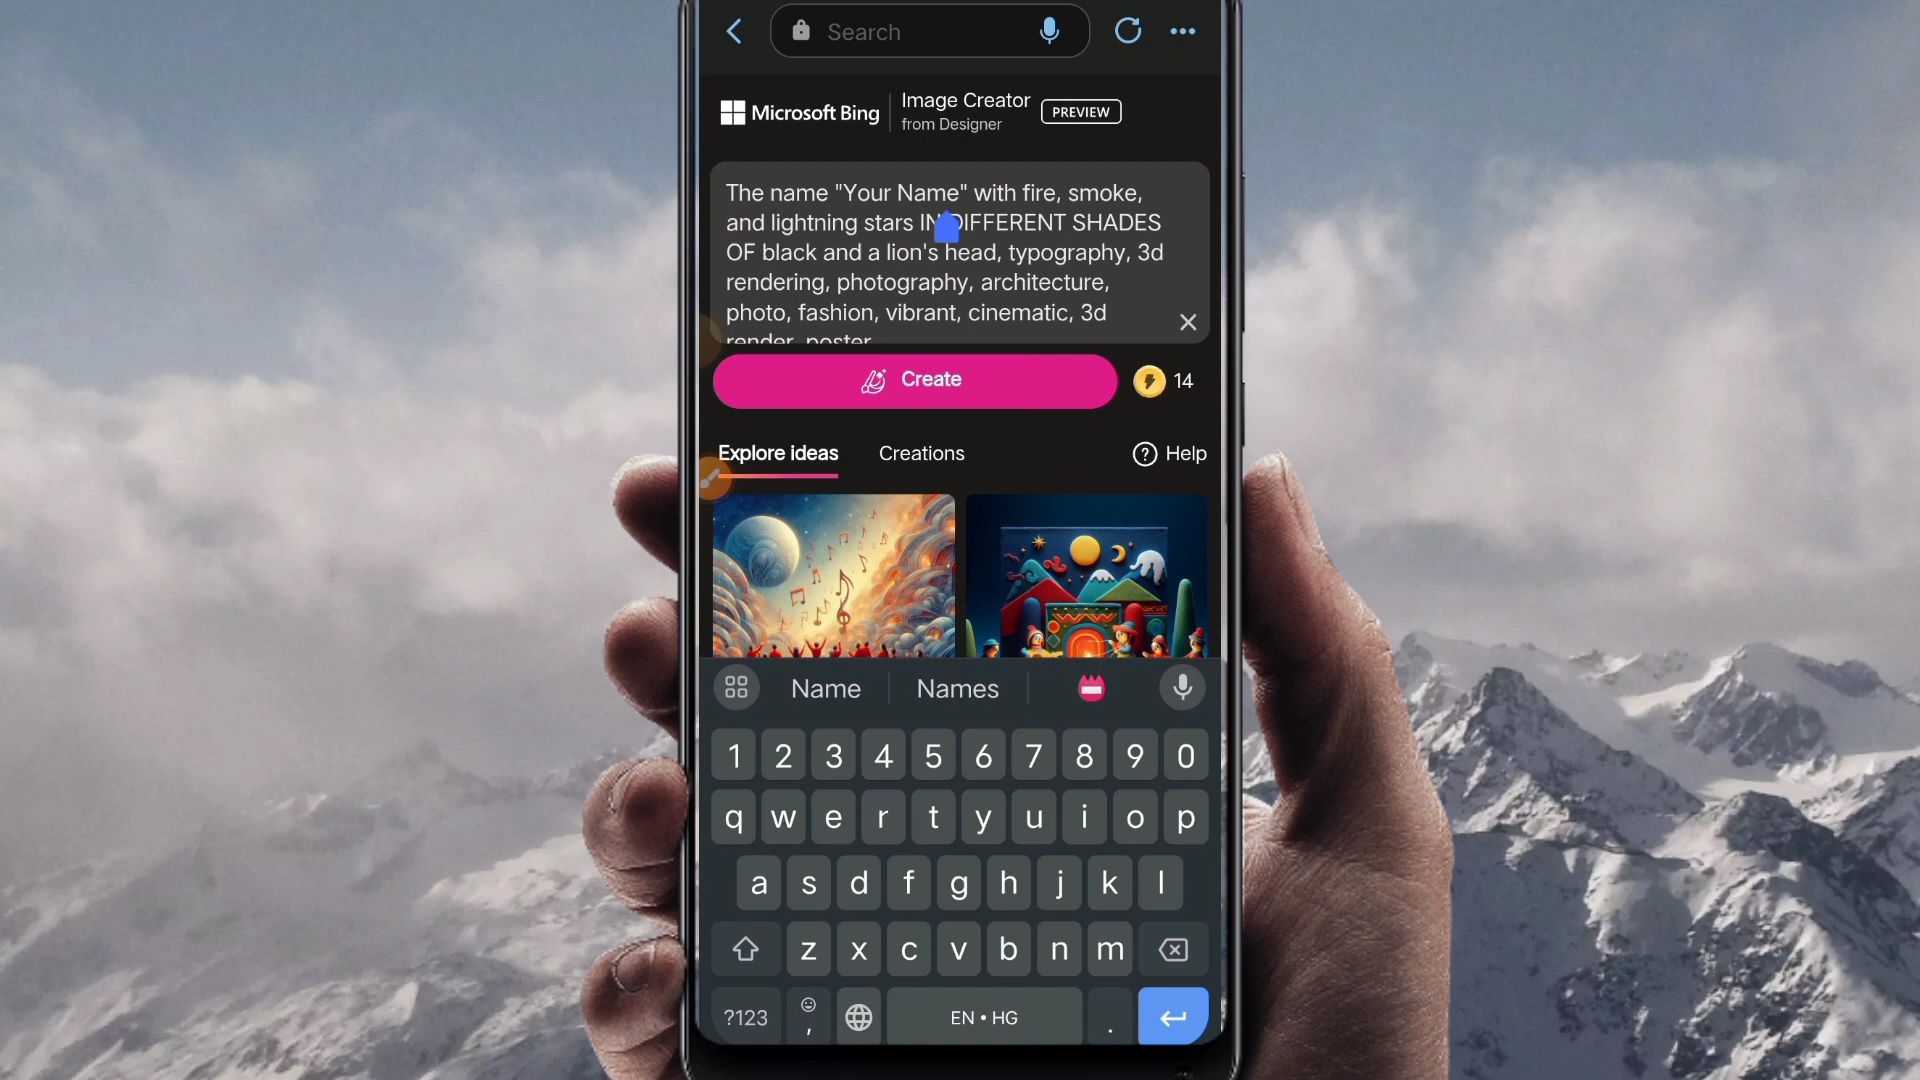 Search
Microsoft Bing
Image Creator
from Designer
PREVIEW
The name "Your Name" with fire, smoke,
and lightning stars IN DIFFERENT SHADES
OF black and a lion's head, typography, 3d
rendering, photography, architecture,
photo, fashion, vibrant, cinematic, 3d
render, poster
Create
14
Explore ideas
Creations
? Help
Name
Names
1 2 3 4 5 6 7 8 9 0
q w e r t y u i o p
a s d f g h j k l
z x c v b n m
?123
,
EN • HG
.